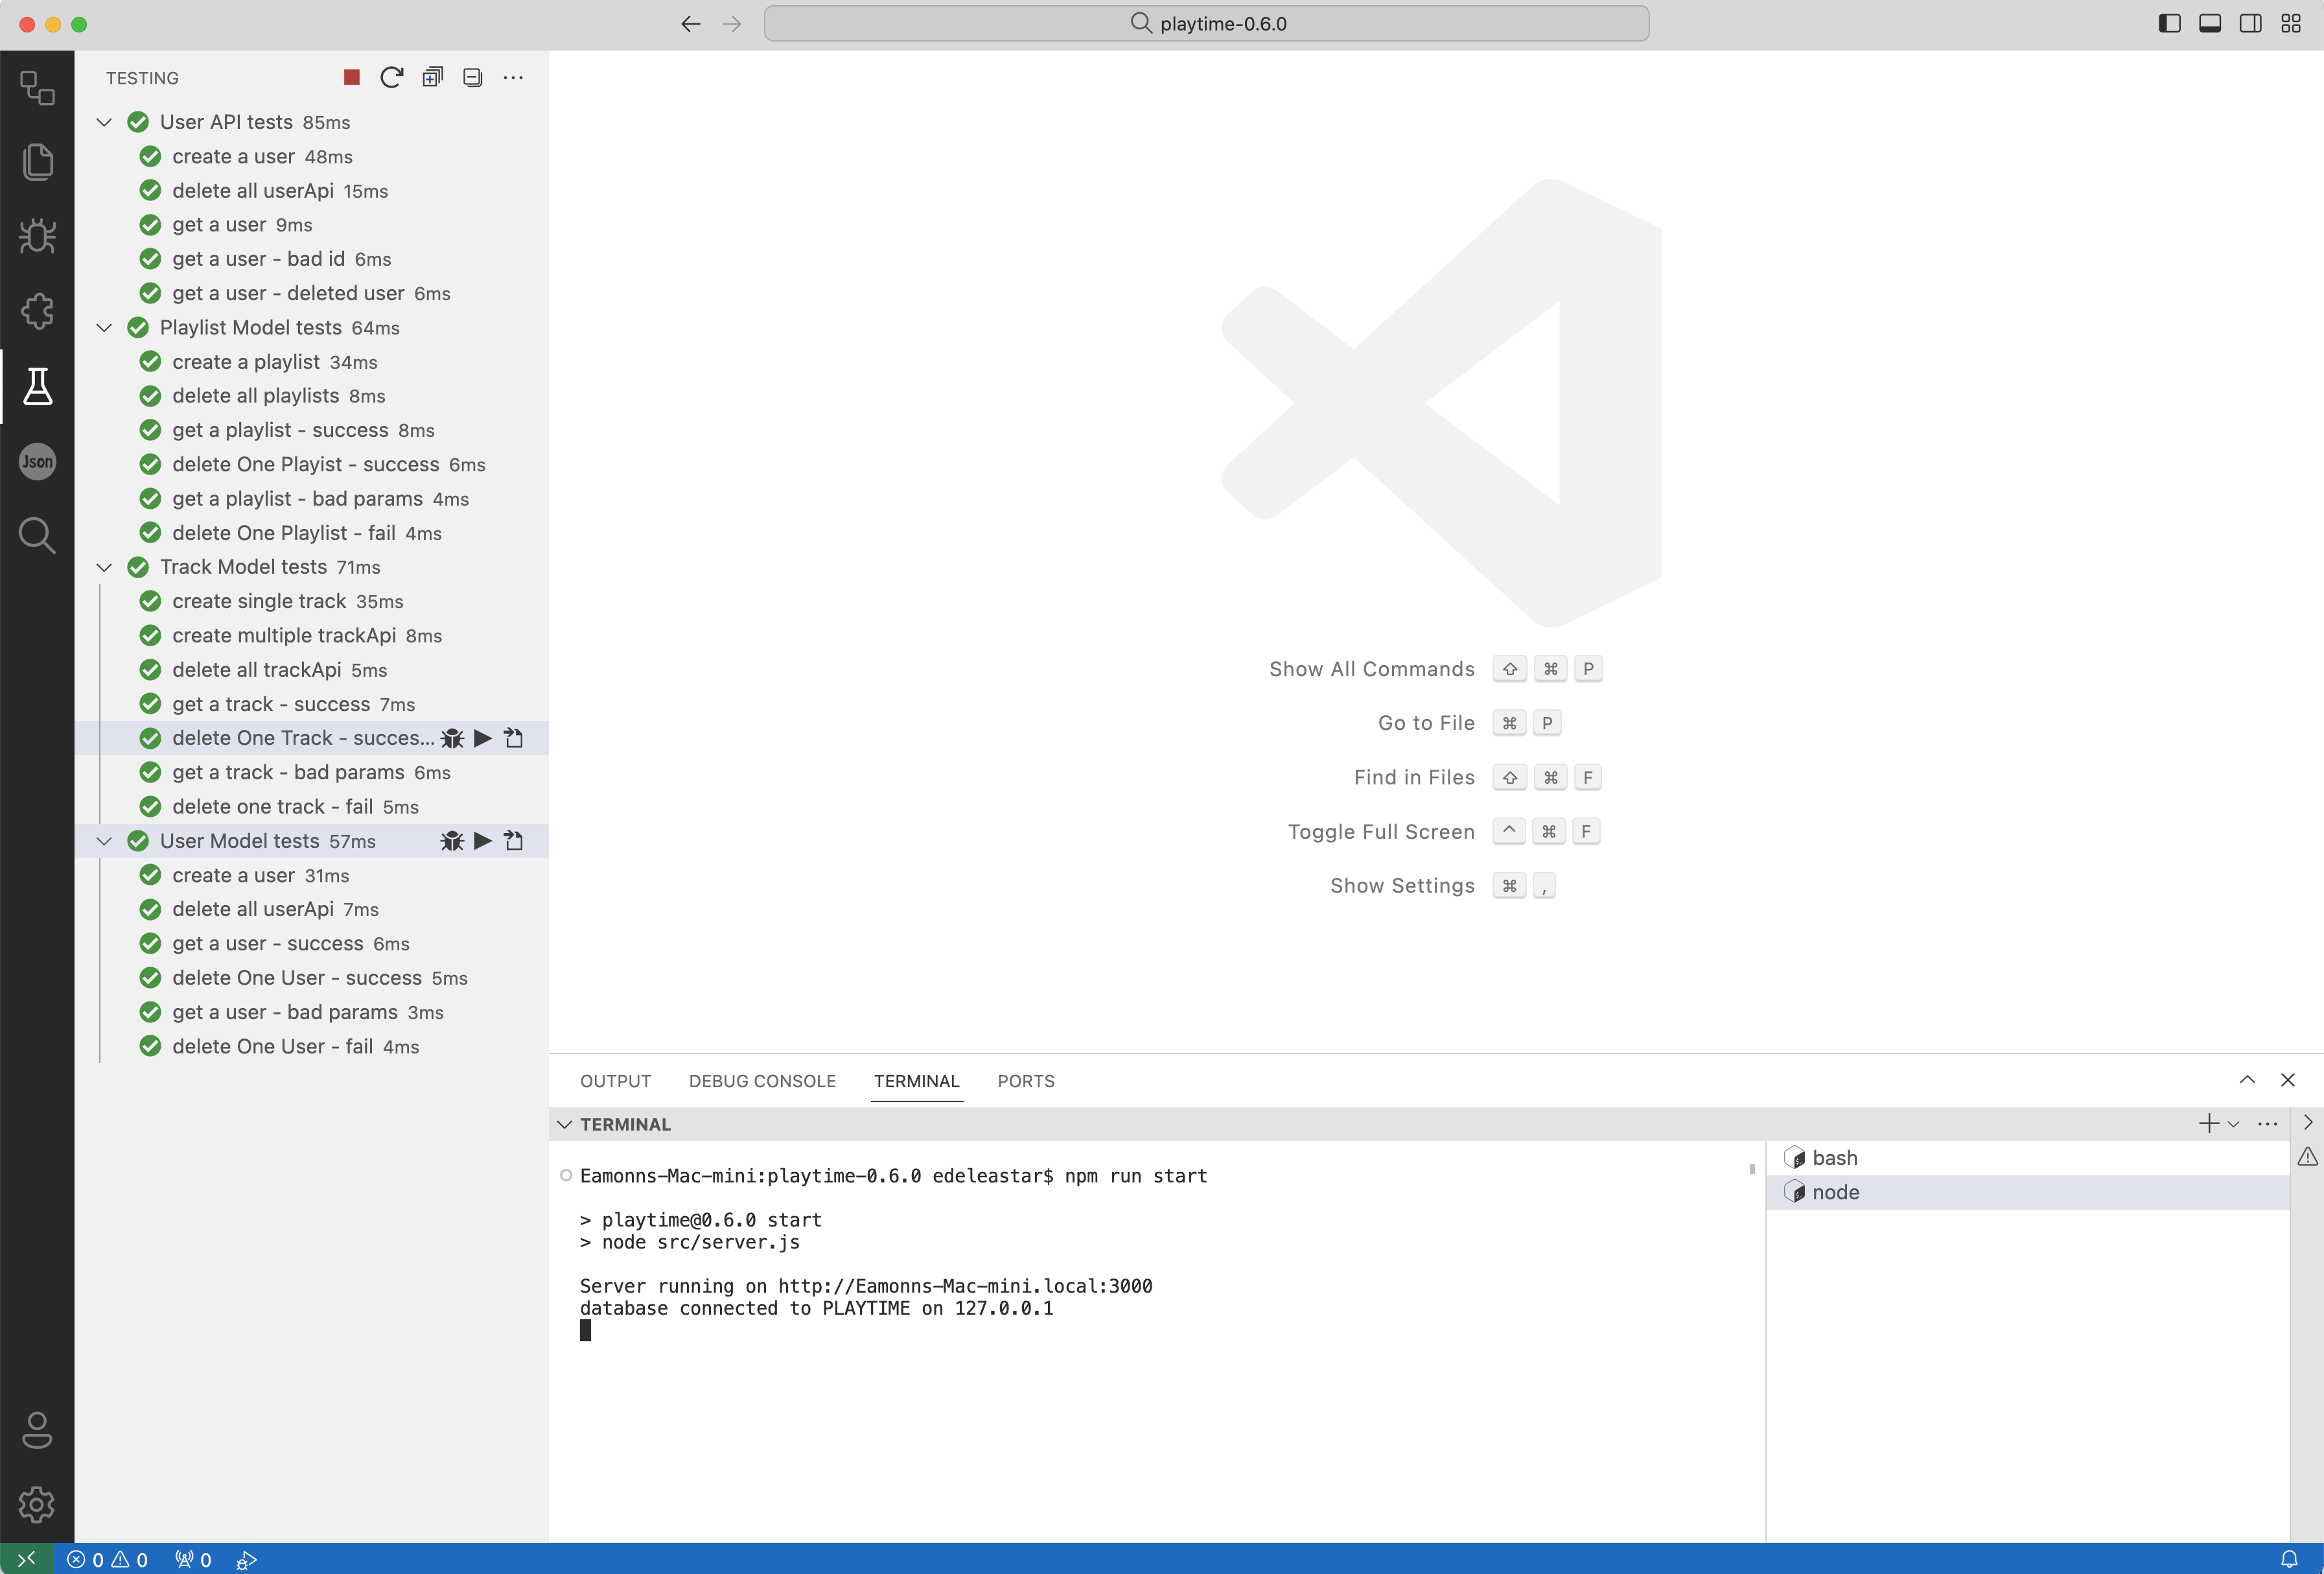 playtime-0.6.0
TESTING
User API tests 85ms
create a user 48ms
delete all userApi 15ms
get a user 9ms
get a user - bad id 6ms
get a user - deleted user 6ms
Playlist Model tests 64ms
create a playlist 34ms
delete all playlists 8ms
get a playlist - success 8ms
delete One Playist - success 6ms
get a playlist - bad params 4ms
delete One Playlist - fail 4ms
Track Model tests 71ms
create single track 35ms
create multiple trackApi 8ms
delete all trackApi 5ms
get a track - success 7ms
delete One Track - succes...
get a track - bad params 6ms
delete one track - fail 5ms
User Model tests 57ms
create a user 31ms
delete all userApi 7ms
get a user - success 6ms
delete One User - success 5ms
get a user - bad params 3ms
delete One User - fail 4ms
Json
Show All Commands ⇧ ⌘ P
Go to File ⌘ P
Find in Files ⇧ ⌘ F
Toggle Full Screen ^ ⌘ F
Show Settings ⌘ ,
OUTPUT DEBUG CONSOLE TERMINAL PORTS
TERMINAL
Eamonns-Mac-mini:playtime-0.6.0 edeleastar$ npm run start
> playtime@0.6.0 start
> node src/server.js
Server running on http://Eamonns-Mac-mini.local:3000
database connected to PLAYTIME on 127.0.0.1
bash
node
0 0 0